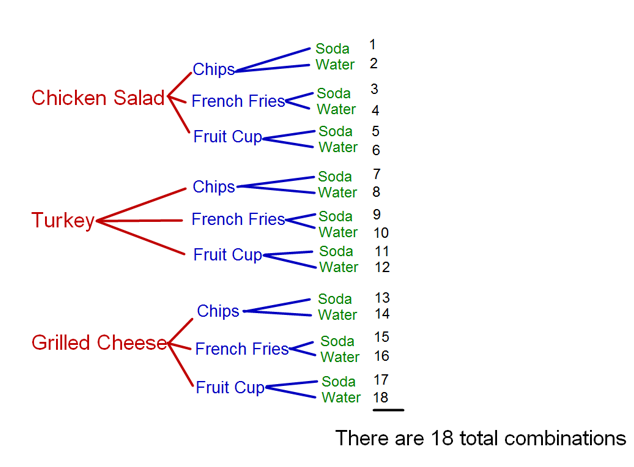 Soda 1
Chips Water 2
Chicken Salad French Fries Soda 3
Water 4
Fruit Cup Soda 5
Water 6
Chips Soda 7
Water 8
Turkey French Fries Soda 9
Water 10
Fruit Cup Soda 11
Water 12
Chips Soda 13
Water 14
Grilled Cheese French Fries Soda 15
Water 16
Fruit Cup Soda 17
Water 18
There are 18 total combinations